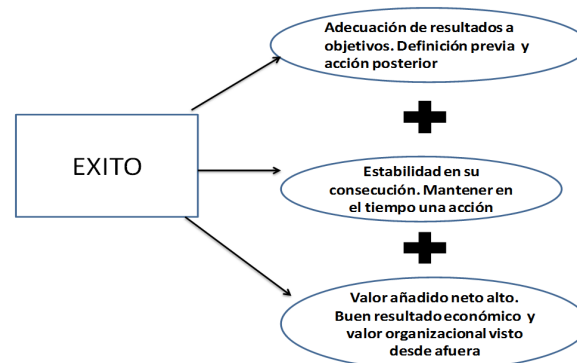 EXITO
Adecuación de resultados a
objetivos. Definición previa y
acción posterior
Estabilidad en su
consecución. Mantener en
el tiempo una acción
Valor añadido neto alto.
Buen resultado económico y
valor organizacional visto
desde afuera